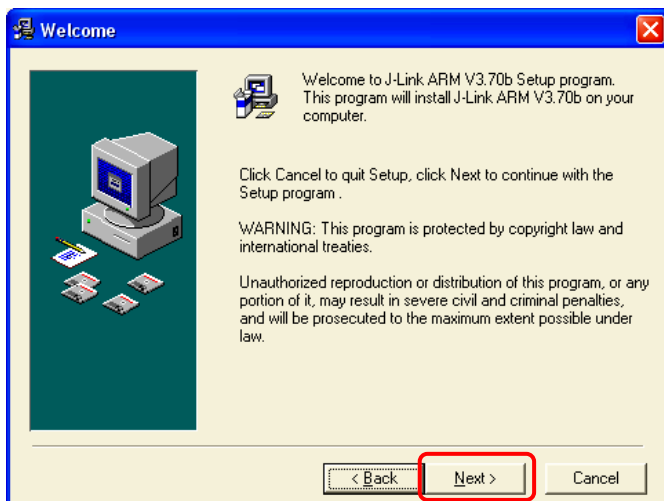 Welcome
Welcome to J-Link ARM V3.70b Setup program.
This program will install J-Link ARM V3.70b on your
computer.
Click Cancel to quit Setup, click Next to continue with the
Setup program .
WARNING: This program is protected by copyright law and
international treaties.
Unauthorized reproduction or distribution of this program, or any
portion of it, may result in severe civil and criminal penalties,
and will be prosecuted to the maximum extent possible under
law.
< Back Next > Cancel